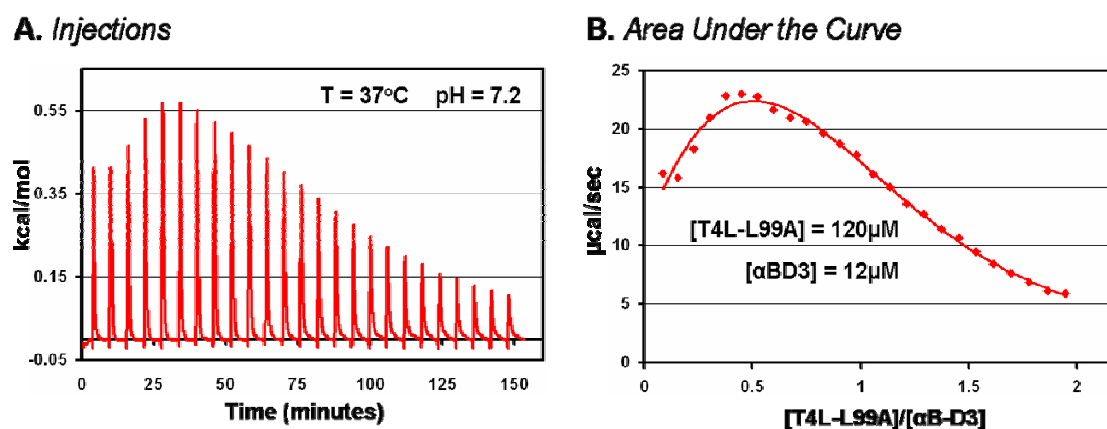 A. Injections
T = 37°C pH = 7.2
kcal/mol
0.55
0.35
0.15
-0.05
0 25 50 75 100 125 150
Time (minutes)
B. Area Under the Curve
µcal/sec
25
20
15
10
5
0
[T4L-L99A] = 120µM
[αBD3] = 12µM
0 0.5 1 1.5 2
[T4L-L99A]/[αB-D3]